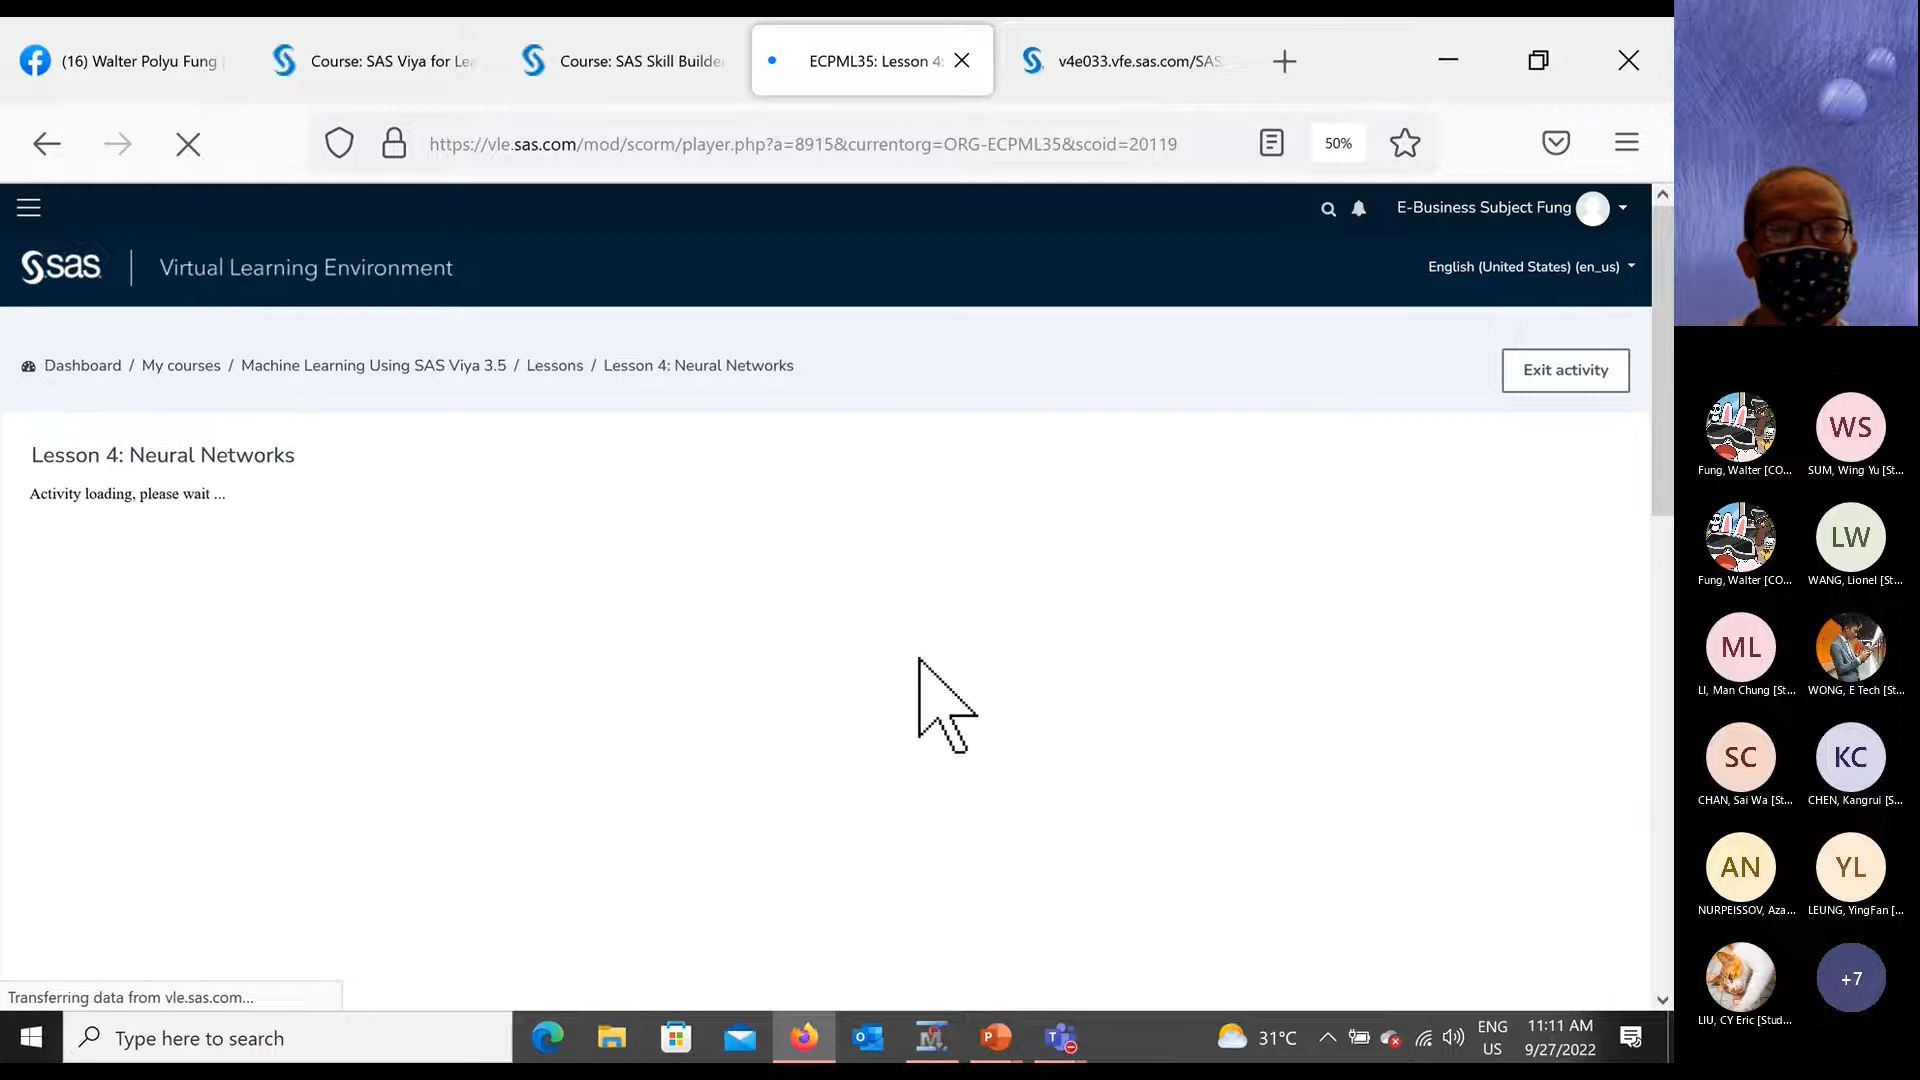 (16) Walter Polyu Fung
Course: SAS Viya for Lea
Course: SAS Skill Builde
ECPML35: Lesson 4:
v4e033.vfe.sas.com/SAS
https://vle.sas.com/mod/scorm/player.php?a=8915&currentorg=ORG-ECPML35&scoid=20119
50%
E-Business Subject Fung
sas
Virtual Learning Environment
English (United States) (en_us)
Dashboard / My courses / Machine Learning Using SAS Viya 3.5 / Lessons / Lesson 4: Neural Networks
Exit activity
Lesson 4: Neural Networks
Activity loading, please wait ...
Transferring data from vle.sas.com...
Type here to search
31°C
ENG
US
11:11 AM
9/27/2022
WS
Fung, Walter [CO...
SUM, Wing Yu [St...
LW
Fung, Walter [CO...
WANG, Lionel [St...
ML
LI, Man Chung [St...
WONG, E Tech [St...
SC
KC
CHAN, Sai Wa [St...
CHEN, Kangrui [S...
AN
YL
NURPEISSOV, Aza...
LEUNG, YingFan [...
+7
LIU, CY Eric [Stud...